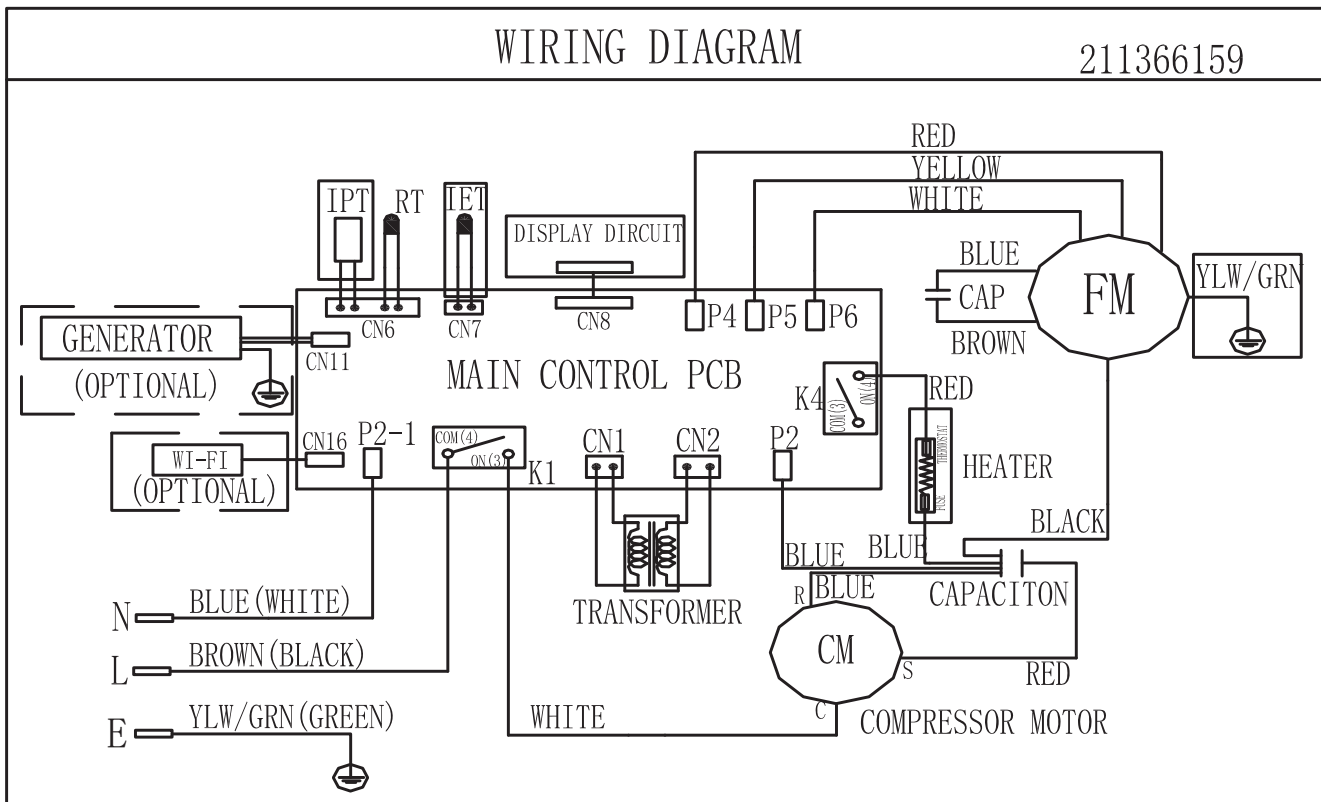 WIRING DIAGRAM
211366159
RED
YELLOW
WHITE
IPT
RT
IET
DISPLAY DIRCUIT
BLUE
CAP
BROWN
FM
YLW/GRN
CN6
CN7
CN8
P4
P5
P6
GENERATOR
(OPTIONAL)
CN11
MAIN CONTROL PCB
K4
COM(3)
ON(4)
RED
THERMOSTAT
FUSE
HEATER
WI-FI
(OPTIONAL)
CN16
P2-1
COM(4)
ON(3)
K1
CN1
CN2
P2
BLACK
BLUE
BLUE
BLUE
CAPACITON
TRANSFORMER
R
CM
S
C
RED
COMPRESSOR MOTOR
N
BLUE(WHITE)
L
BROWN(BLACK)
E
YLW/GRN(GREEN)
WHITE